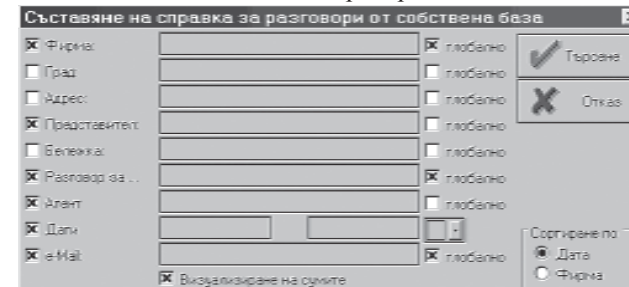 Съставяне на справка за разговори от собствена база
Фирма: глобално
Град: глобално
Адрес: глобално
Представител: глобално
Бележка: глобално
Разговор за ... глобално
Агент глобално
Дати
e-Mail: глобално
Визуализиране на сумите
Търсене
Отказ
Сортиране по
Дата
Фирма